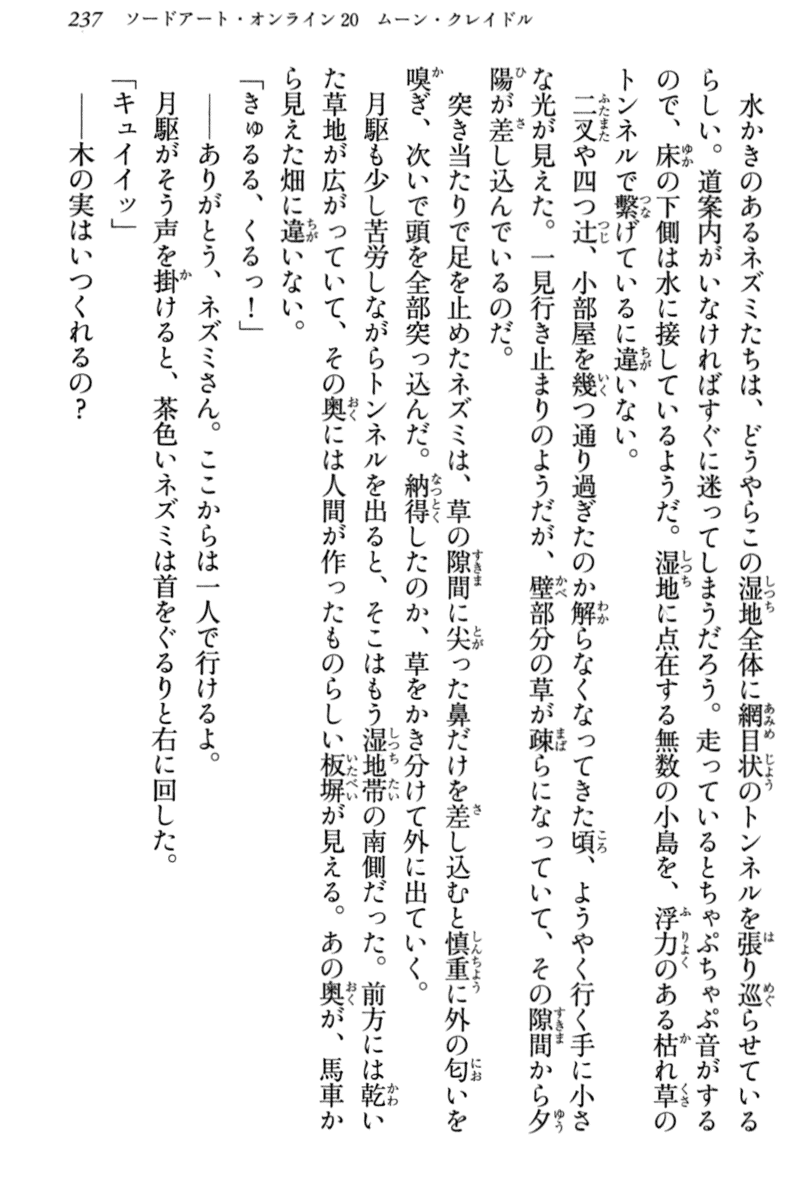 237　ソードアート・オンライン20　ムーン・クレイドル
　水かきのあるネズミたちは、どうやらこの湿地全体に網目状のトンネルを張り巡らせている
らしい。道案内がいなければすぐに迷ってしまうだろう。走っているとちゃぷちゃぷ音がする
ので、床の下側は水に接しているようだ。湿地に点在する無数の小島を、浮力のある枯れ草の
トンネルで繫げているに違いない。
　二叉や四つ辻、小部屋を幾つ通り過ぎたのか解らなくなってきた頃、ようやく行く手に小さ
な光が見えた。一見行き止まりのようだが、壁部分の草が疎らになっていて、その隙間から夕
陽が差し込んでいるのだ。
　突き当たりで足を止めたネズミは、草の隙間に尖った鼻だけを差し込むと慎重に外の匂いを
嗅ぎ、次いで頭を全部突っ込んだ。納得したのか、草をかき分けて外に出ていく。
　月駆も少し苦労しながらトンネルを出ると、そこはもう湿地帯の南側だった。前方には乾い
た草地が広がっていて、その奥には人間が作ったものらしい板塀が見える。あの奥が、馬車か
ら見えた畑に違いない。
「きゅるる、くるっ！」
　――ありがとう、ネズミさん。ここからは一人で行けるよ。
　月駆がそう声を掛けると、茶色いネズミは首をぐるりと右に回した。
「キュイイッ」
　――木の実はいつくれるの？